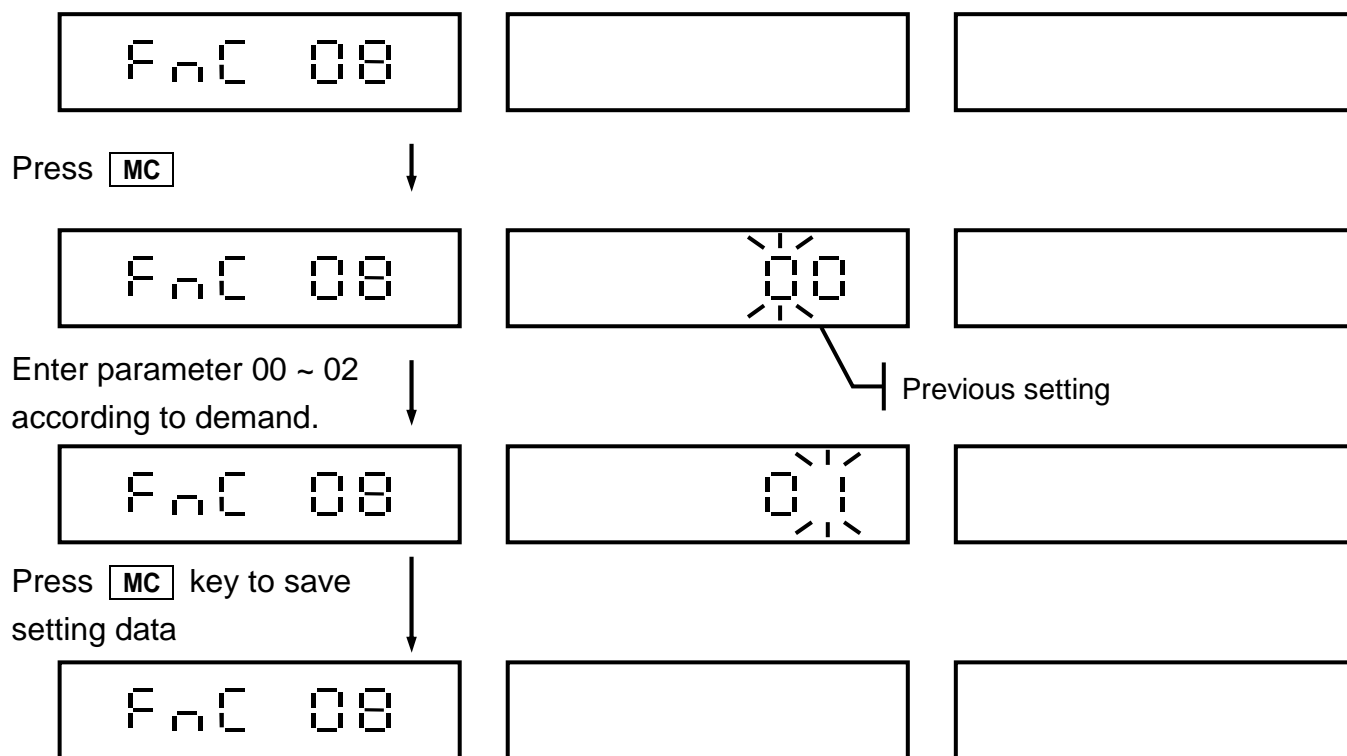 FnC 08
Press MC
FnC 08 00
Enter parameter 00 ~ 02
according to demand.
Previous setting
FnC 08 01
Press MC key to save
setting data
FnC 08